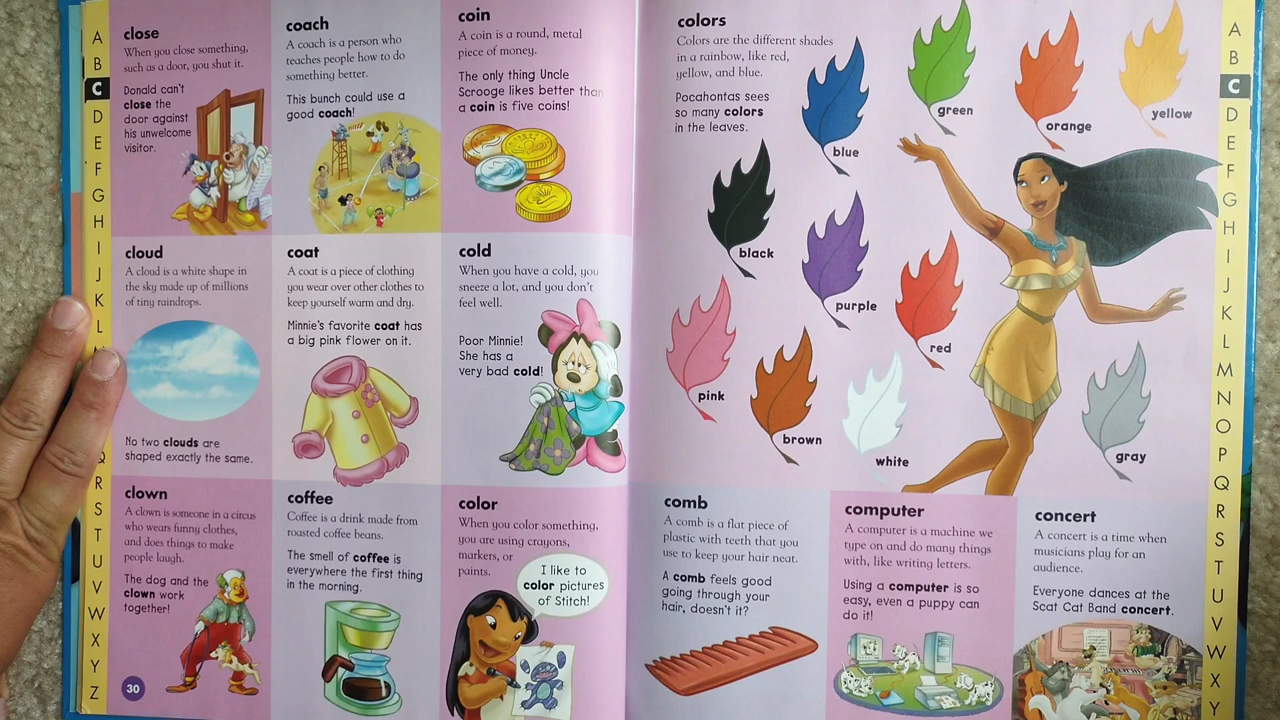 A
B
C
D
E
F
G
H
I
J
K
L
Q
R
S
T
U
V
W
X
Y
Z
close
When you close something,
such as a door, you shut it.
Donald can't
close the
door against
his unwelcome
visitor.
coach
A coach is a person who
teaches people how to do
something better.
This bunch could use a
good coach!
coin
A coin is a round, metal
piece of money.
The only thing Uncle
Scrooge likes better than
a coin is five coins!
cloud
A cloud is a white shape in
the sky made up of millions
of tiny raindrops.
No two clouds are
shaped exactly the same.
coat
A coat is a piece of clothing
you wear over other clothes to
keep yourself warm and dry.
Minnie's favorite coat has
a big pink flower on it.
cold
When you have a cold, you
sneeze a lot, and you don't
feel well.
Poor Minnie!
She has a
very bad cold!
clown
A clown is someone in a circus
who wears funny clothes,
and does things to make
people laugh.
The dog and the
clown work
together!
30
coffee
Coffee is a drink made from
roasted coffee beans.
The smell of coffee is
everywhere the first thing
in the morning.
color
When you color something,
you are using crayons,
markers, or
paints.
I like to
color pictures
of Stitch!
colors
Colors are the different shades
in a rainbow, like red,
yellow, and blue.
Pocahontas sees
so many colors
in the leaves.
blue
green
orange
yellow
black
purple
red
pink
brown
white
gray
comb
A comb is a flat piece of
plastic with teeth that you
use to keep your hair neat.
A comb feels good
going through your
hair, doesn't it?
computer
A computer is a machine we
type on and do many things
with, like writing letters.
Using a computer is so
easy, even a puppy can
do it!
concert
A concert is a time when
musicians play for an
audience.
Everyone dances at the
Scat Cat Band concert.
A
B
C
D
E
F
G
H
I
J
K
L
M
N
O
P
Q
R
S
T
U
V
W
X
Y